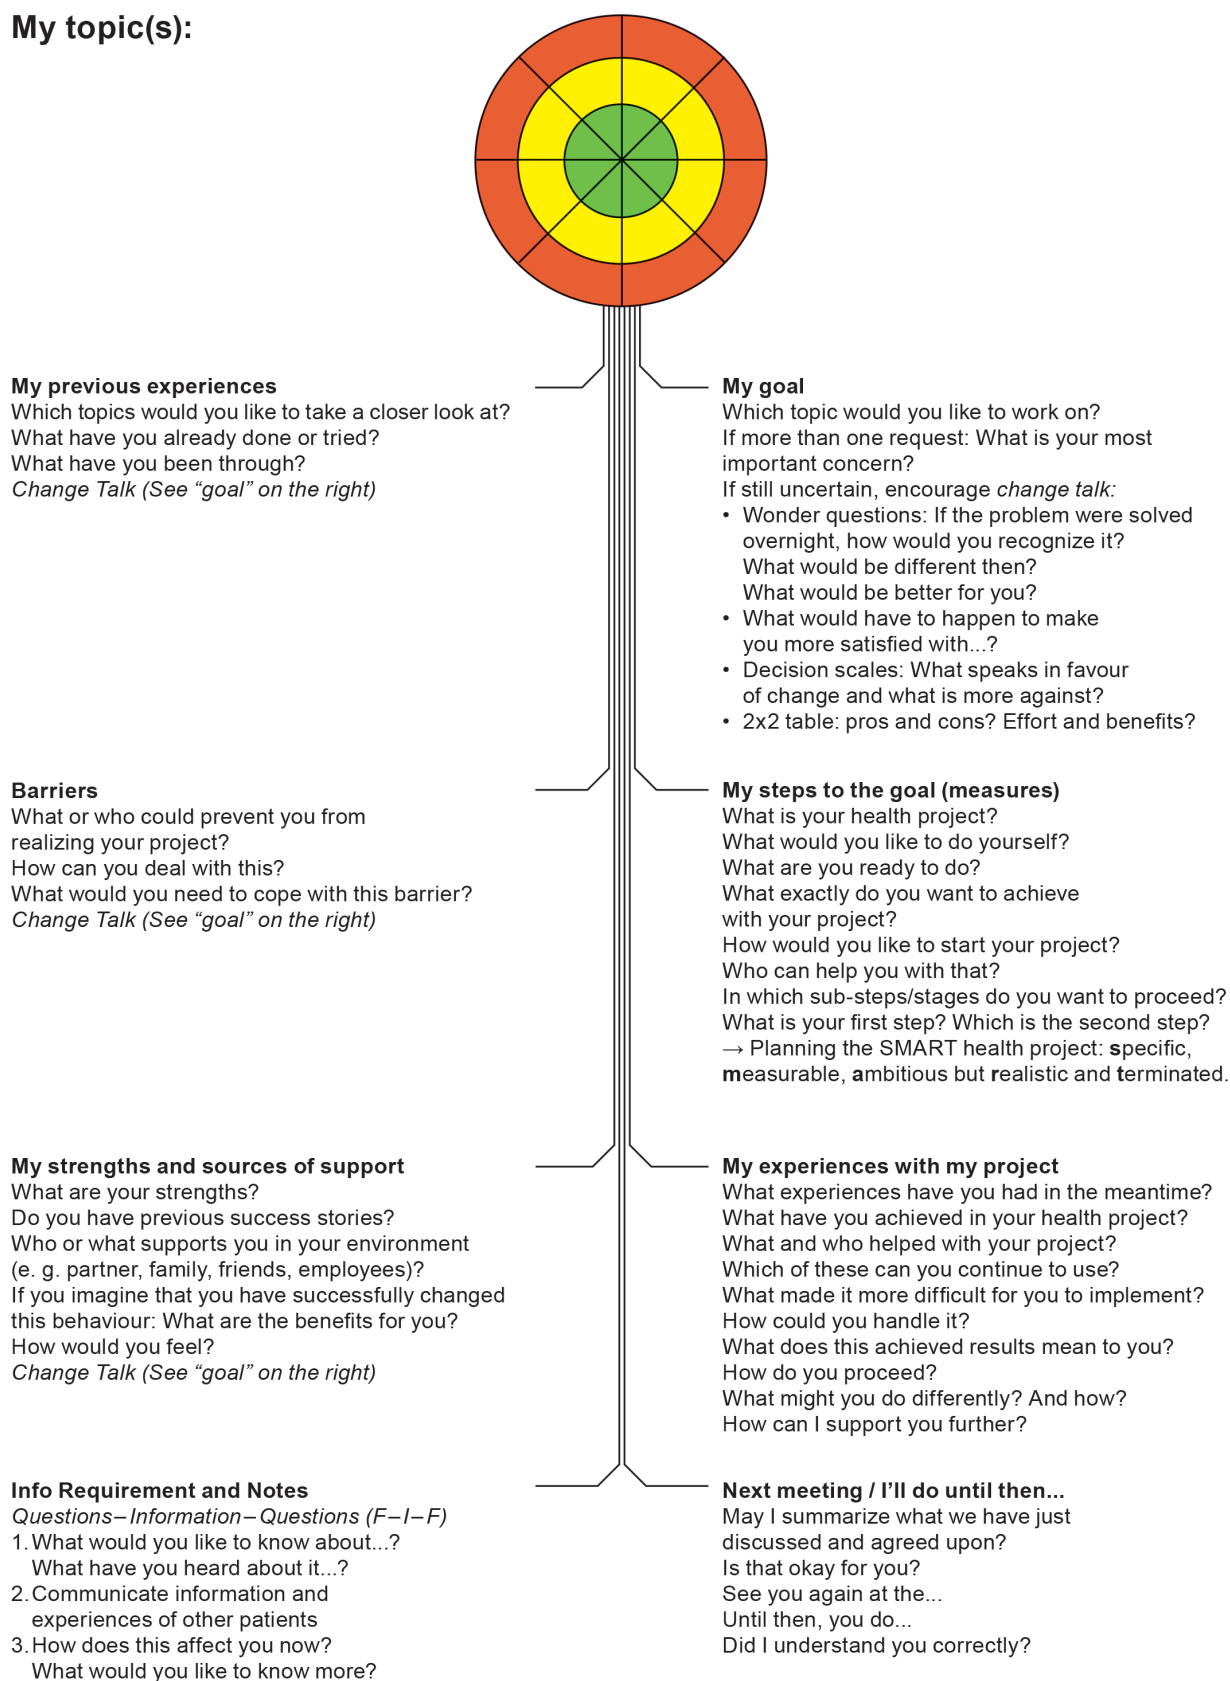 My topic(s):
My previous experiences
Which topics would you like to take a closer look at?
What have you already done or tried?
What have you been through?
Change Talk (See “goal” on the right)
My goal
Which topic would you like to work on?
If more than one request: What is your most
important concern?
If still uncertain, encourage change talk:
• Wonder questions: If the problem were solved
overnight, how would you recognize it?
What would be different then?
What would be better for you?
• What would have to happen to make
you more satisfied with...?
• Decision scales: What speaks in favour
of change and what is more against?
• 2x2 table: pros and cons? Effort and benefits?
Barriers
What or who could prevent you from
realizing your project?
How can you deal with this?
What would you need to cope with this barrier?
Change Talk (See “goal” on the right)
My steps to the goal (measures)
What is your health project?
What would you like to do yourself?
What are you ready to do?
What exactly do you want to achieve
with your project?
How would you like to start your project?
Who can help you with that?
In which sub-steps/stages do you want to proceed?
What is your first step? Which is the second step?
→ Planning the SMART health project: specific,
measurable, ambitious but realistic and terminated.
My strengths and sources of support
What are your strengths?
Do you have previous success stories?
Who or what supports you in your environment
(e. g. partner, family, friends, employees)?
If you imagine that you have successfully changed
this behaviour: What are the benefits for you?
How would you feel?
Change Talk (See “goal” on the right)
My experiences with my project
What experiences have you had in the meantime?
What have you achieved in your health project?
What and who helped with your project?
Which of these can you continue to use?
What made it more difficult for you to implement?
How could you handle it?
What does this achieved results mean to you?
How do you proceed?
What might you do differently? And how?
How can I support you further?
Info Requirement and Notes
Questions–Information–Questions (F–I–F)
1. What would you like to know about...?
What have you heard about it...?
2. Communicate information and
experiences of other patients
3. How does this affect you now?
What would you like to know more?
Next meeting / I’ll do until then...
May I summarize what we have just
discussed and agreed upon?
Is that okay for you?
See you again at the...
Until then, you do...
Did I understand you correctly?